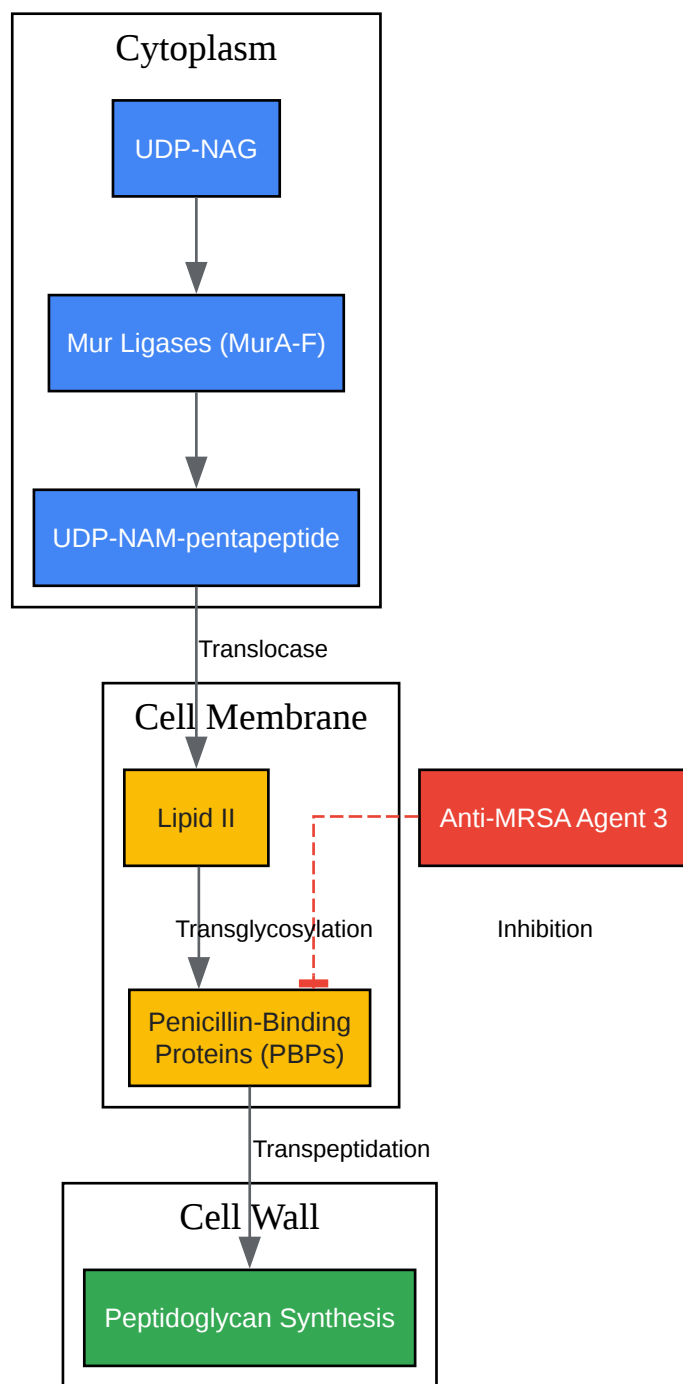 Cytoplasm
UDP-NAG
Mur Ligases (MurA-F)
UDP-NAM-pentapeptide
Translocase
Cell Membrane
Lipid II
Anti-MRSA Agent 3
Transglycosylation
Inhibition
Penicillin-Binding
Proteins (PBPs)
Transpeptidation
Cell Wall
Peptidoglycan Synthesis